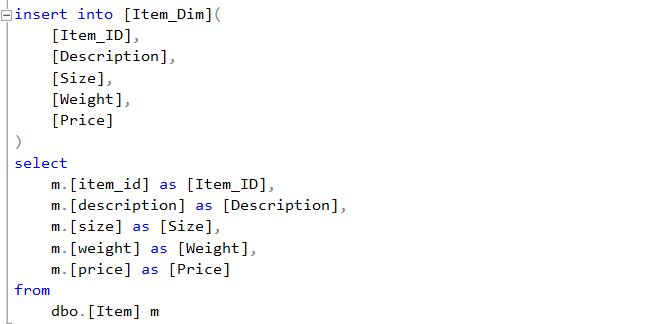 insert into [Item_Dim](
[Item_ID],
[Description],
[Size],
[Weight],
[Price]
)
select
m.[item_id] as [Item_ID],
m.[description] as [Description],
m.[size] as [Size],
m.[weight] as [Weight],
m.[price] as [Price]
from
dbo.[Item] m